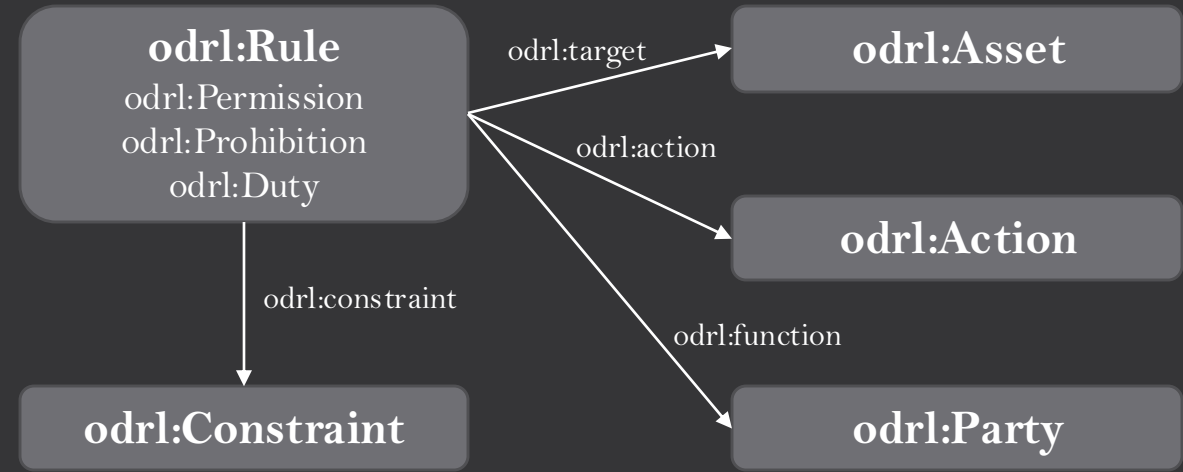 odrl:Rule
odrl:Permission
odrl:Prohibition
odrl:Duty
odrl:target
odrl:Asset
odrl:action
odrl:Action
odrl:constraint
odrl:function
odrl:Constraint
odrl:Party